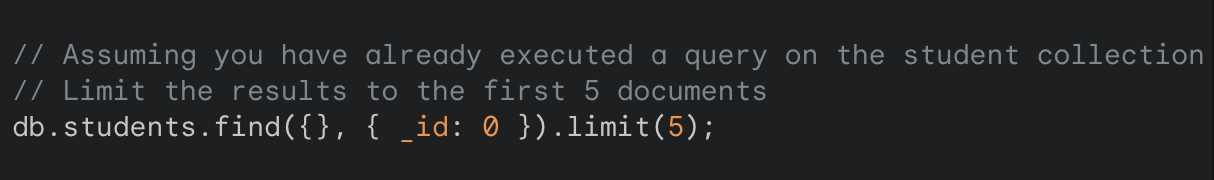 // Assuming you have already executed a query on the student collection
// Limit the results to the first 5 documents
db.students.find({}, { _id: 0 }).limit(5);